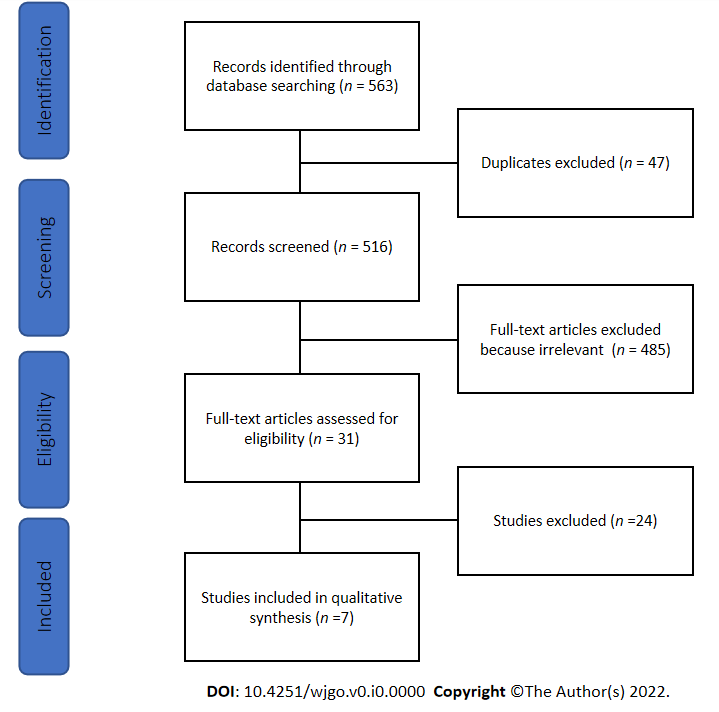 Identification
Records identified through
database searching (n = 563)
Duplicates excluded (n = 47)
Screening
Records screened (n = 516)
Full-text articles excluded
because irrelevant  (n = 485)
Eligibility
Full-text articles assessed for
eligibility (n = 31)
Studies excluded (n =24)
Included
Studies included in qualitative
synthesis (n =7)
DOI: 10.4251/wjgo.v0.i0.0000  Copyright ©The Author(s) 2022.